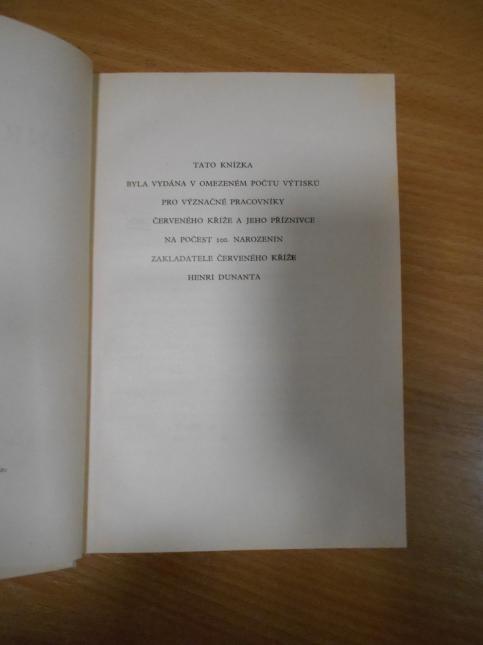 TATO KNÍŽKA
BYLA VYDÁNA V OMEZENÉM POČTU VÝTISKŮ
PRO VÝZNAČNÉ PRACOVNÍKY
ČERVENÉHO KŘÍŽE A JEHO PŘÍZNIVCE
NA POČEST 100. NAROZENIN
ZAKLADATELE ČERVENÉHO KŘÍŽE
HENRI DUNANTA